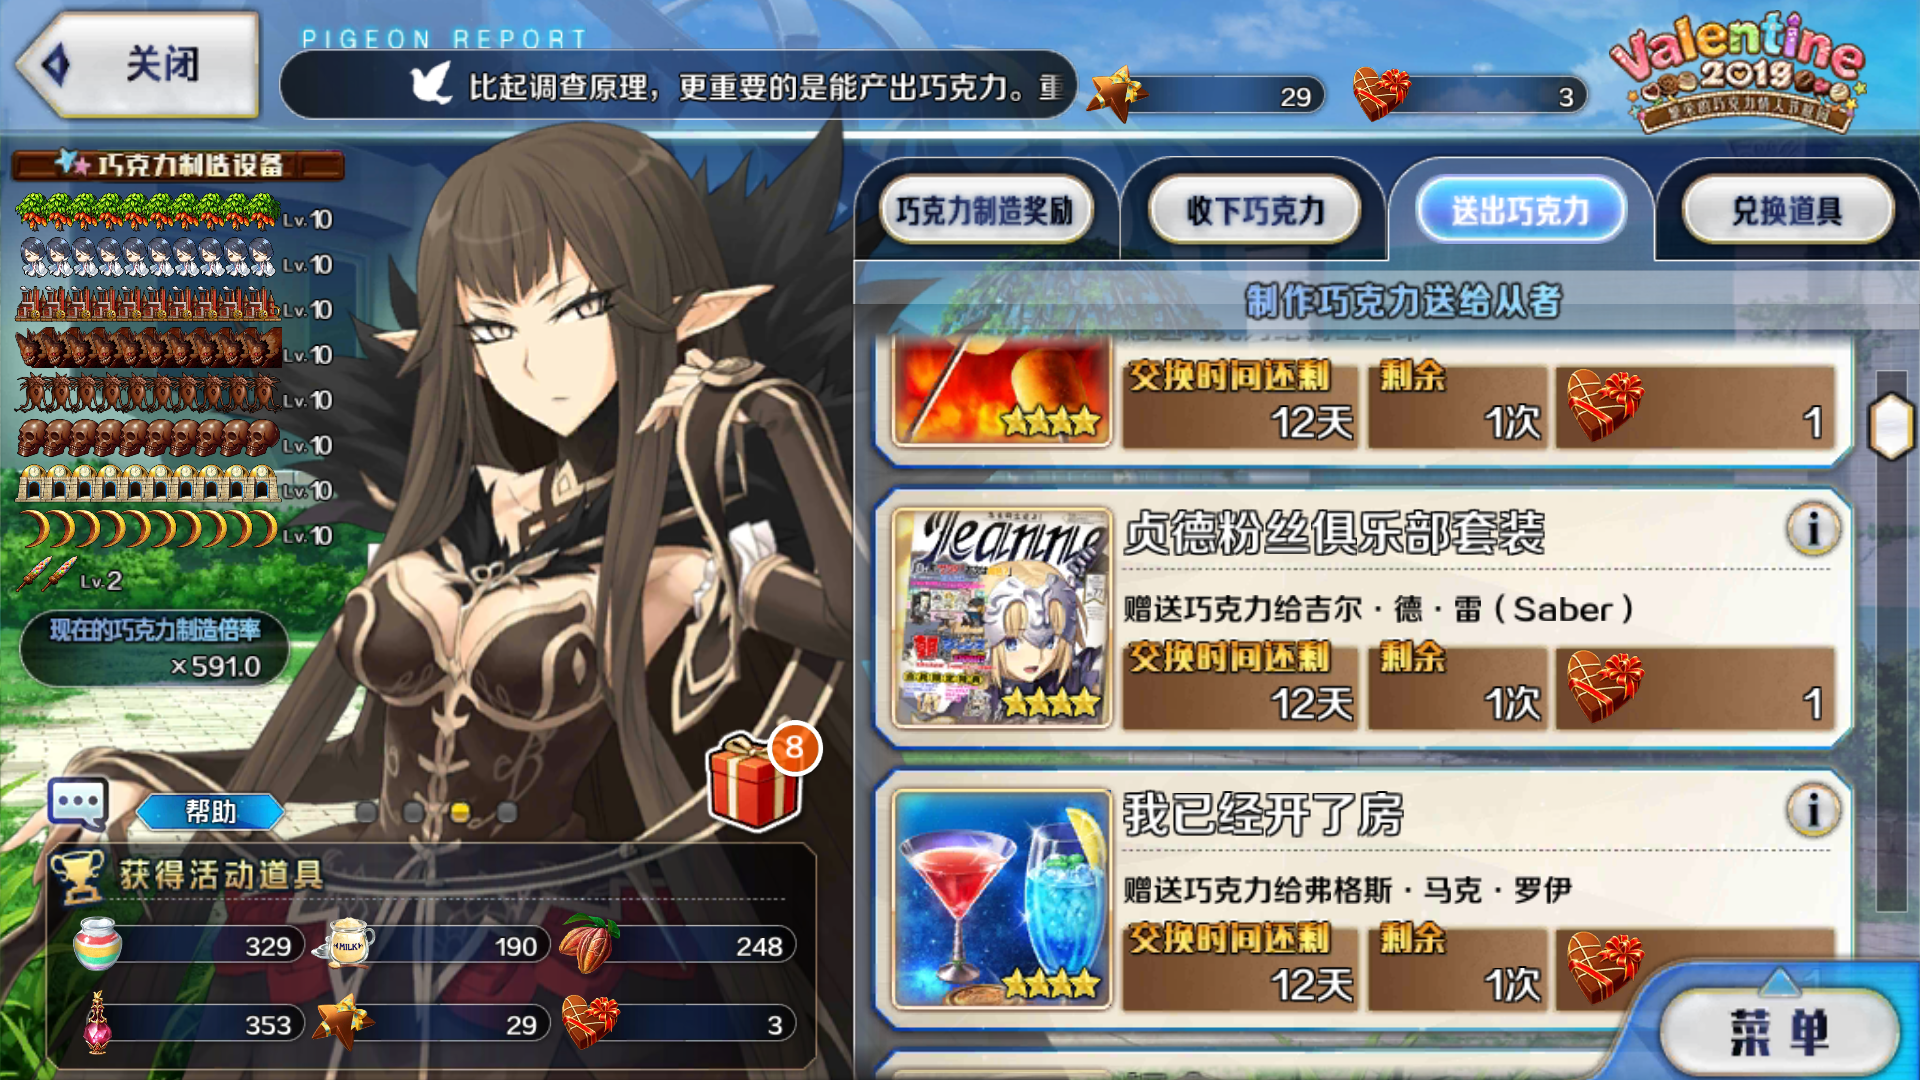 关闭
PIGEON REPORT
比起调查原理，更重要的是能产出巧克力。重
29
3
Valentine
2019
巧克力制造设备
Lv.10
Lv.10
Lv.10
Lv.10
Lv.10
Lv.10
Lv.10
Lv.10
Lv.2
现在的巧克力制造倍率
×591.0
8
帮助
获得活动道具
329
MILK
190
248
353
29
3
巧克力制造奖励
收下巧克力
送出巧克力
兑换道具
制作巧克力送给从者
交换时间还剩
12天
剩余
1次
1
Jeanne
贞德粉丝俱乐部套装
i
赠送巧克力给吉尔·德·雷（Saber）
交换时间还剩
12天
剩余
1次
1
我已经开了房
i
赠送巧克力给弗格斯·马克·罗伊
交换时间还剩
12天
剩余
1次
菜单